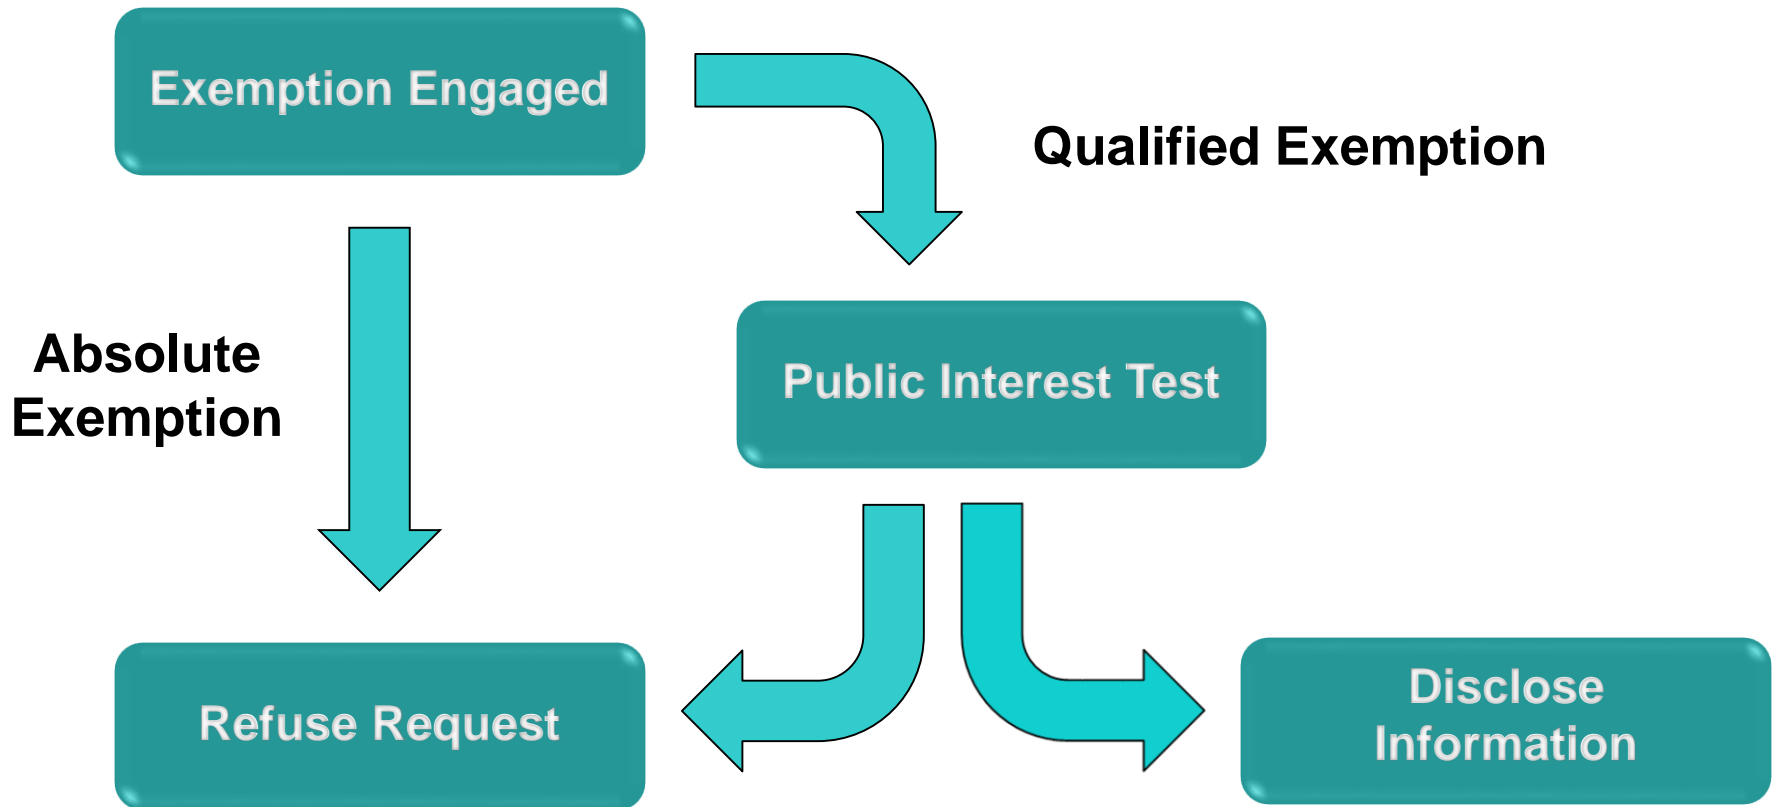 Exemption Engaged
Qualified Exemption
Absolute
Exemption
Public Interest Test
Refuse Request
Disclose
Information